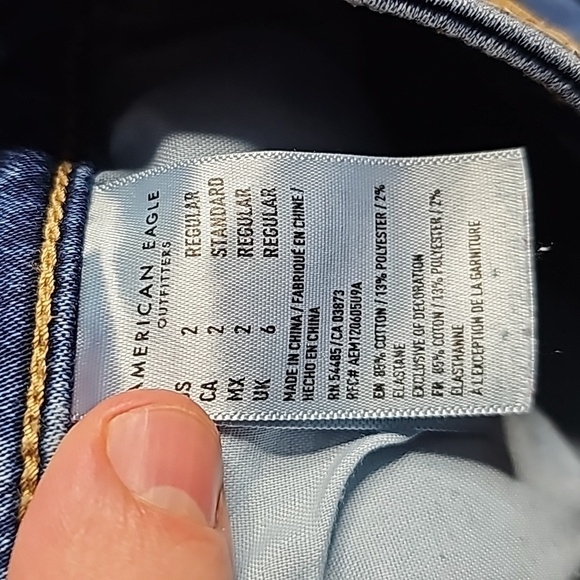 AMERICAN EAGLE
OUTFITTERS
US 2 REGULAR
CA 2 STANDARD
MX 2 REGULAR
UK 6 REGULAR
MADE IN CHINA / FABRIQUÉ EN CHINE /
HECHO EN CHINA
RN 54485 / CA 03873
RFC# AEM120605U9A
EN 85% COTTON / 13% POLYESTER / 2%
ELASTANE
EXCLUSIVE OF DECORATION
FR 85% COTON / 13% POLYESTER / 2%
ÉLASTHANNE
À L'EXCEPTION DE LA GARNITURE